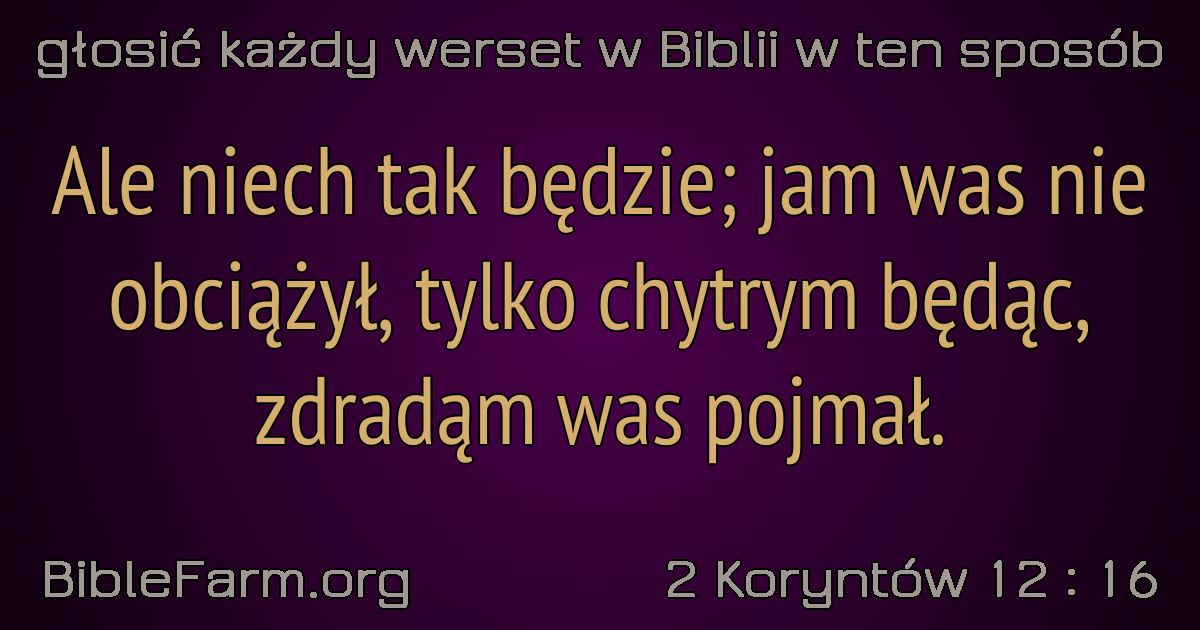 głosić każdy werset w Biblii w ten sposób
Ale niech tak będzie; jam was nie
obciążył, tylko chytrym będąc,
zdradąm was pojmał.
BibleFarm.org
2 Koryntów 12 : 16